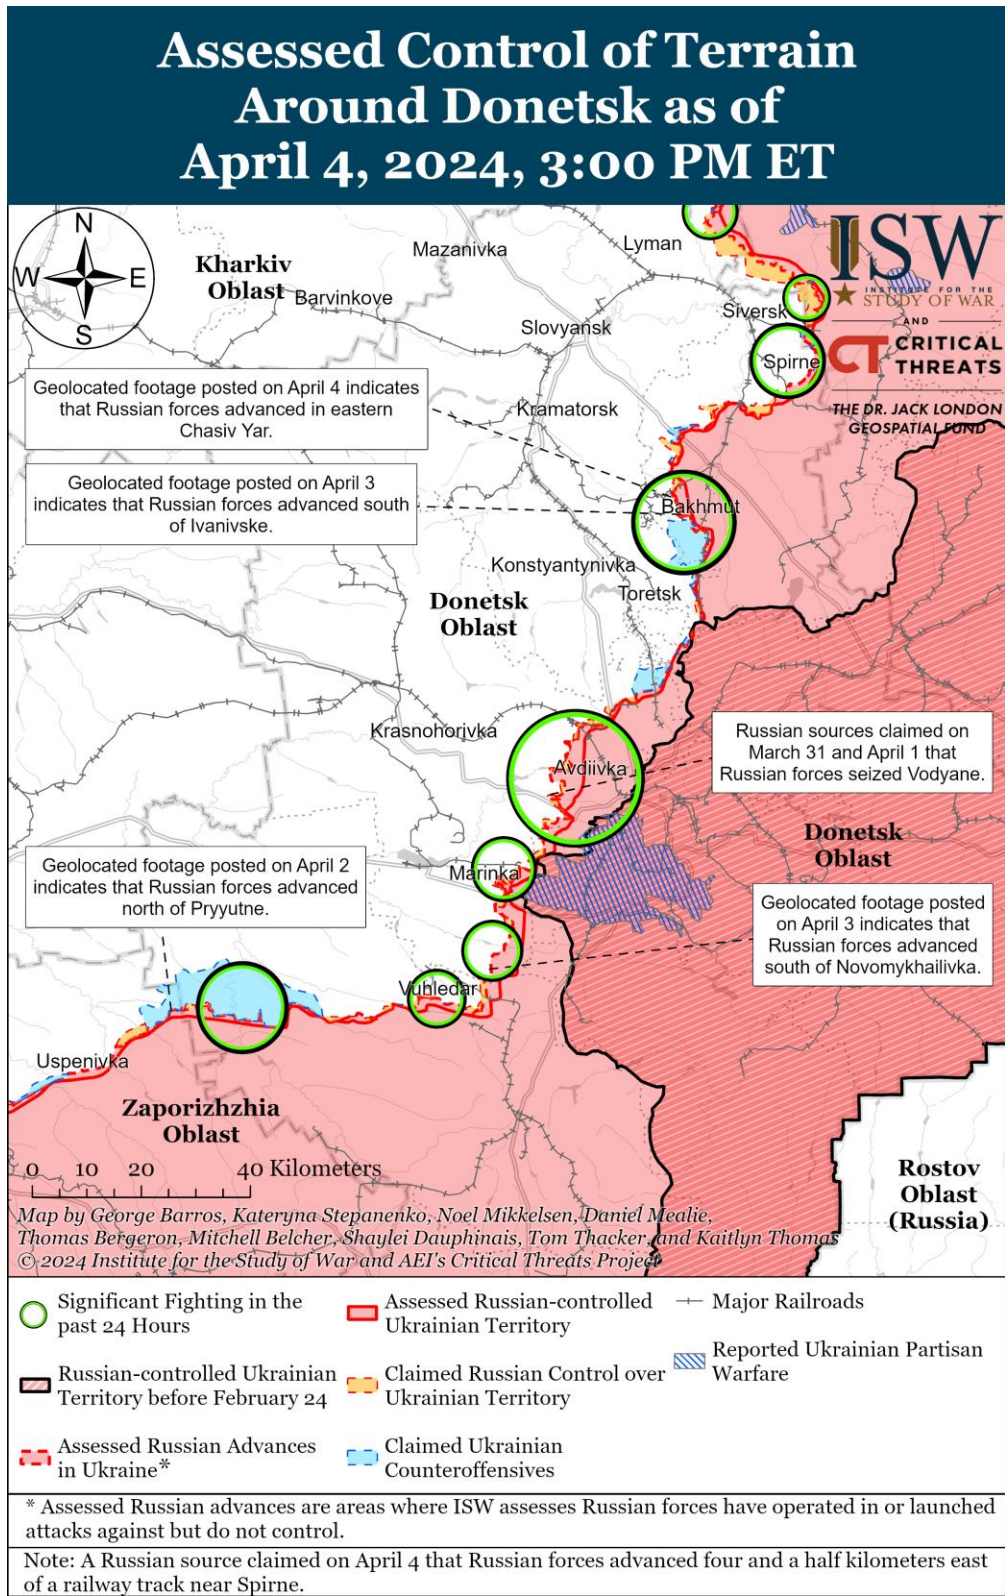 Assessed Control of Terrain
Around Donetsk as of
April 4, 2024, 3:00 PM ET
N
W
E
S
Kharkiv
Oblast
Mazanivka
Lyman
ISW
INSTITUTE FOR THE
STUDY OF WAR
AND
CT CRITICAL
THREATS
THE DR. JACK LONDON
GEOSPATIAL FUND
Barvinkove
Slovyansk
Siversk
Spirne
Geolocated footage posted on April 4 indicates
that Russian forces advanced in eastern
Chasiv Yar.
Kramatorsk
Geolocated footage posted on April 3
indicates that Russian forces advanced south
of Ivanivske.
Bakhmut
Konstyantynivka
Toretsk
Donetsk
Oblast
Krasnohorivka
Russian sources claimed on
March 31 and April 1 that
Russian forces seized Vodyane.
Avdiivka
Donetsk
Oblast
Geolocated footage posted on April 2
indicates that Russian forces advanced
north of Pryyutne.
Marinka
Geolocated footage posted
on April 3 indicates that
Russian forces advanced
south of Novomykhailivka.
Vuhledar
Uspenivka
Zaporizhzhia
Oblast
Rostov
Oblast
(Russia)
0 10 20 40 Kilometers
Map by George Barros, Kateryna Stepanenko, Noel Mikkelsen, Daniel Mealie,
Thomas Bergeron, Mitchell Belcher, Shaylei Dauphinais, Tom Thacker, and Kaitlyn Thomas
© 2024 Institute for the Study of War and AEI's Critical Threats Project
Significant Fighting in the
past 24 Hours
Russian-controlled Ukrainian
Territory before February 24
Assessed Russian Advances
in Ukraine*
Assessed Russian-controlled
Ukrainian Territory
Claimed Russian Control over
Ukrainian Territory
Claimed Ukrainian
Counteroffensives
Major Railroads
Reported Ukrainian Partisan
Warfare
* Assessed Russian advances are areas where ISW assesses Russian forces have operated in or launched
attacks against but do not control.
Note: A Russian source claimed on April 4 that Russian forces advanced four and a half kilometers east
of a railway track near Spirne.